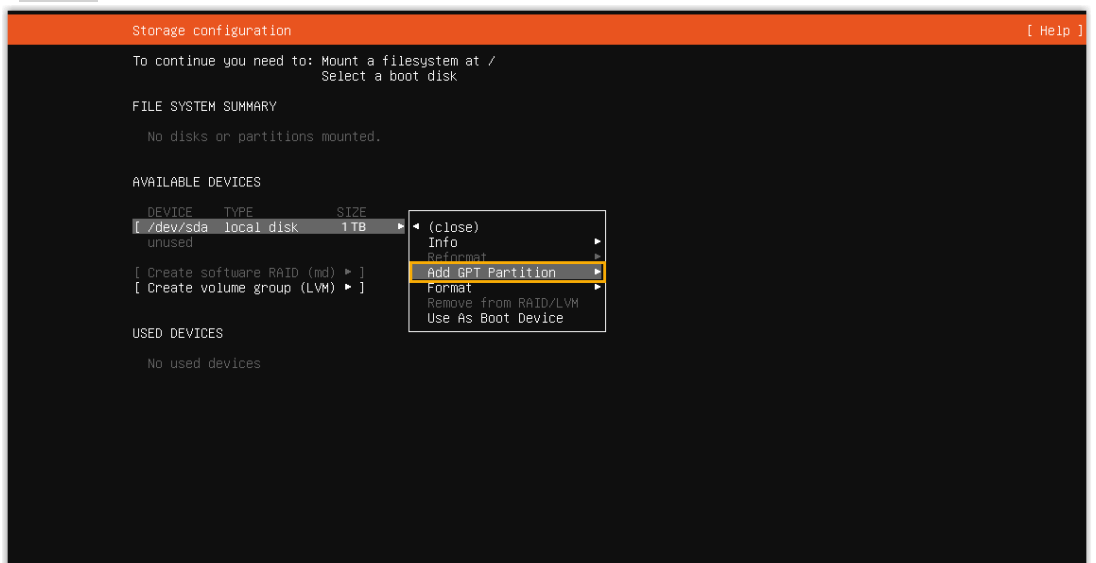 Storage configuration [ Help ]
To continue you need to: Mount a filesystem at /
Select a boot disk
FILE SYSTEM SUMMARY
No disks or partitions mounted.
AVAILABLE DEVICES
DEVICE TYPE SIZE
[ /dev/sda local disk 1 TB ▸
unused
[ Create software RAID (md) ▸ ]
[ Create volume group (LVM) ▸ ]
◂ (close)
Info ▸
Reformat ▸
Add GPT Partition ▸
Format ▸
Remove from RAID/LVM
Use As Boot Device
USED DEVICES
No used devices